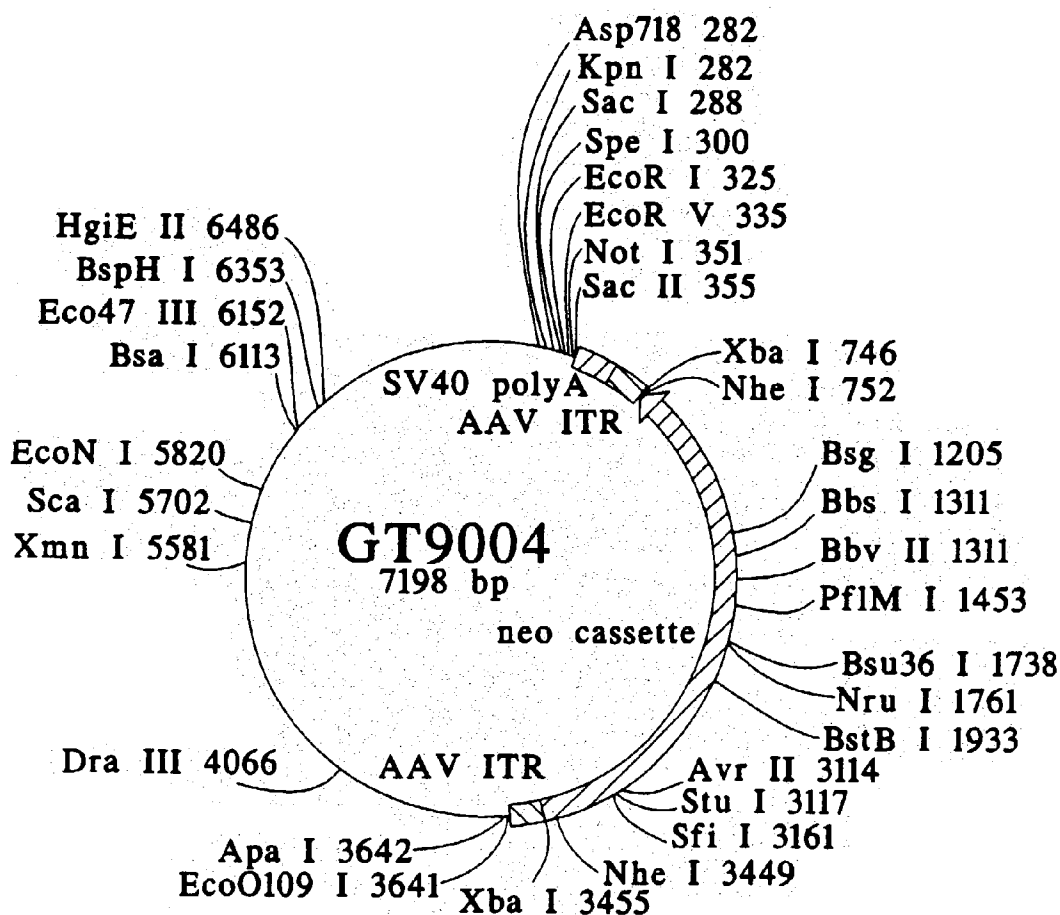 Asp718 282
Kpn I 282
Sac I 288
Spe I 300
EcoR I 325
EcoR V 335
Not I 351
Sac II 355
HgiE II 6486
BspH I 6353
Eco47 III 6152
Bsa I 6113
SV40 polyA
AAV ITR
Xba I 746
Nhe I 752
EcoN I 5820
Sca I 5702
Xmn I 5581
GT9004
7198 bp
neo cassette
Bsg I 1205
Bbs I 1311
Bbv II 1311
PflM I 1453
Bsu36 I 1738
Nru I 1761
BstB I 1933
Dra III 4066
AAV ITR
Avr II 3114
Stu I 3117
Sfi I 3161
Apa I 3642
EcoO109 I 3641
Nhe I 3449
Xba I 3455